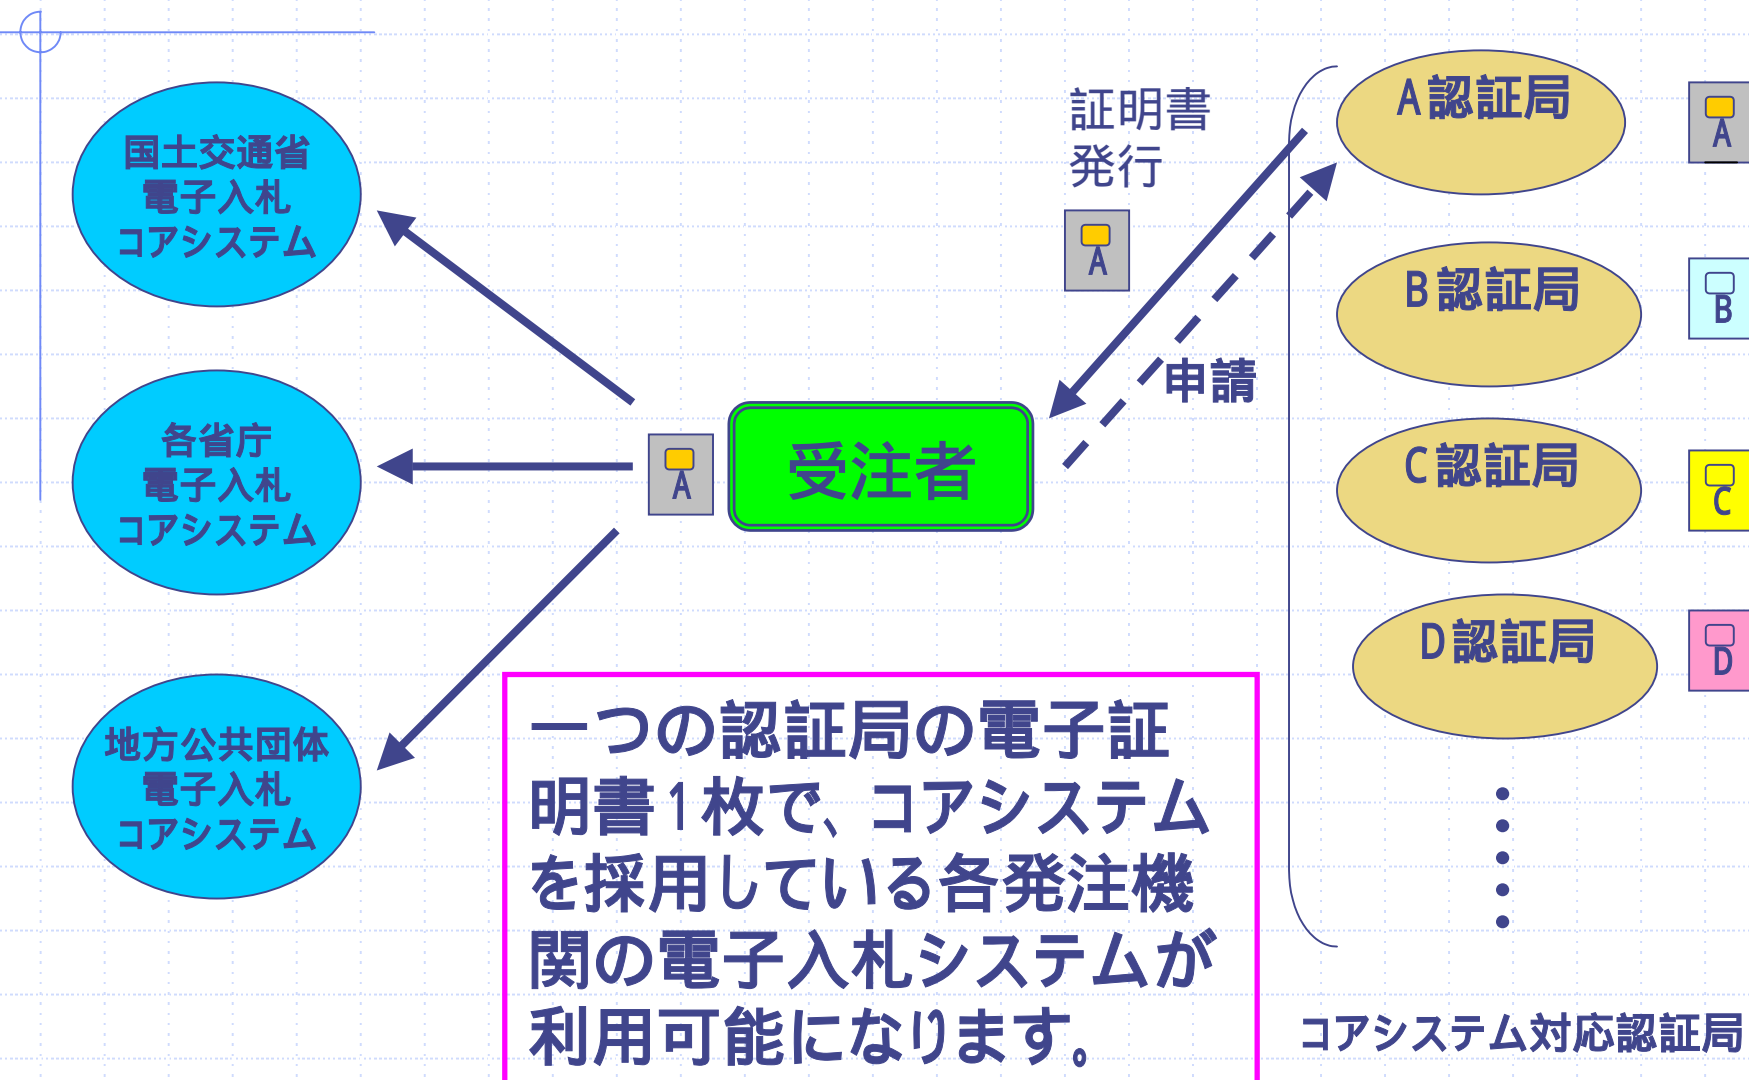 国土交通省
電子入札
コアシステム
各省庁
電子入札
コアシステム
地方公共団体
電子入札
コアシステム
A
受注者
証明書
発行
A
申請
A認証局
A
B認証局
B
C認証局
C
D認証局
D
一つの認証局の電子証
明書1枚で、コアシステム
を採用している各発注機
関の電子入札システムが
利用可能になります。
コアシステム対応認証局